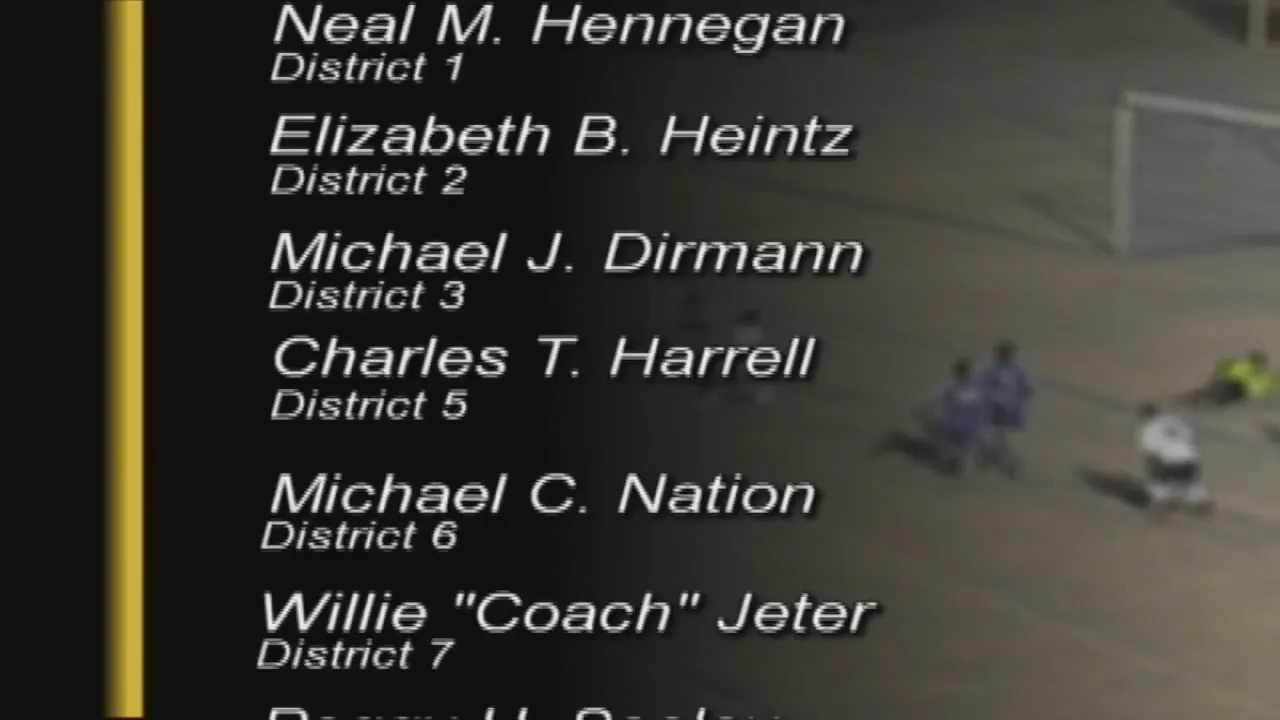 Neal M. Hennegan
District 1
Elizabeth B. Heintz
District 2
Michael J. Dirmann
District 3
Charles T. Harrell
District 5
Michael C. Nation
District 6
Willie "Coach" Jeter
District 7